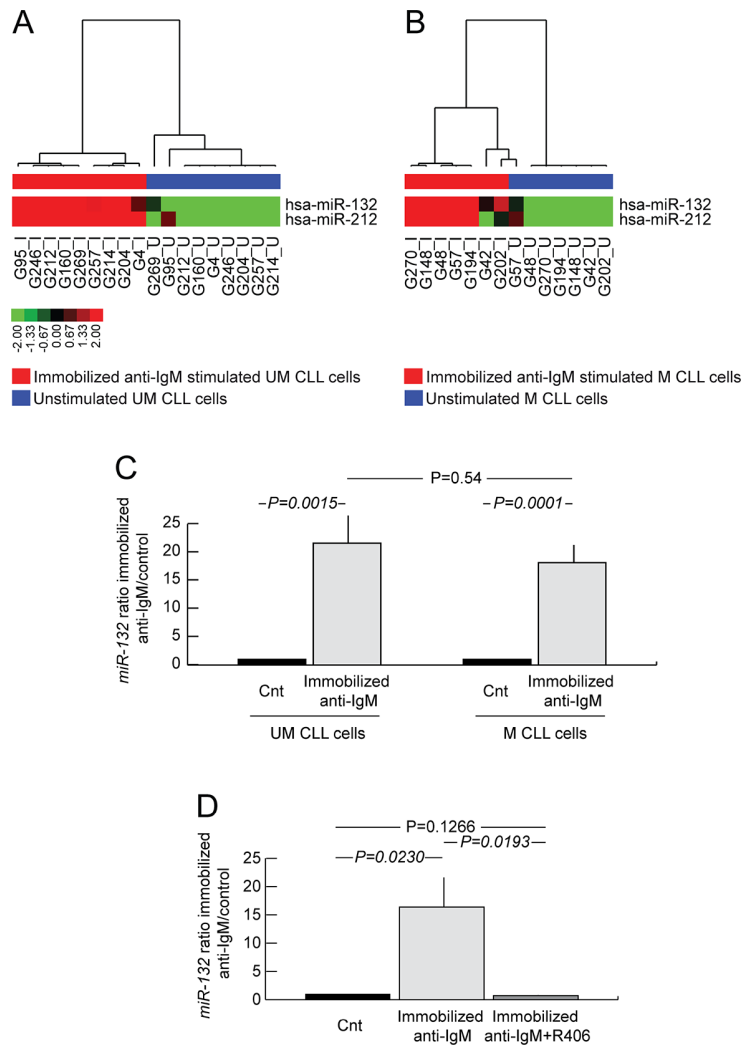 A
B
hsa-miR-132
hsa-miR-212
hsa-miR-132
hsa-miR-212
G95_I
G246_I
G212_I
G160_I
G269_I
G257_I
G214_I
G204_I
G4_I
G269_U
G95_U
G212_U
G160_U
G4_U
G246_U
G204_U
G257_U
G214_U
G270_I
G148_I
G48_I
G57_I
G194_I
G42_I
G202_I
G57_U
G48_U
G270_U
G194_U
G148_U
G42_U
G202_U
-2.00
-1.33
-0.67
0.00
0.67
1.33
2.00
Immobilized anti-IgM stimulated UM CLL cells
Unstimulated UM CLL cells
Immobilized anti-IgM stimulated M CLL cells
Unstimulated M CLL cells
C
P=0.54
P=0.0015
P=0.0001
miR-132 ratio immobilized
anti-IgM/control
25
20
15
10
5
0
Cnt
Immobilized
anti-IgM
Cnt
Immobilized
anti-IgM
UM CLL cells
M CLL cells
D
P=0.1266
P=0.0193
P=0.0230
miR-132 ratio immobilized
anti-IgM/control
25
20
15
10
5
0
Cnt
Immobilized
anti-IgM
Immobilized
anti-IgM+R406